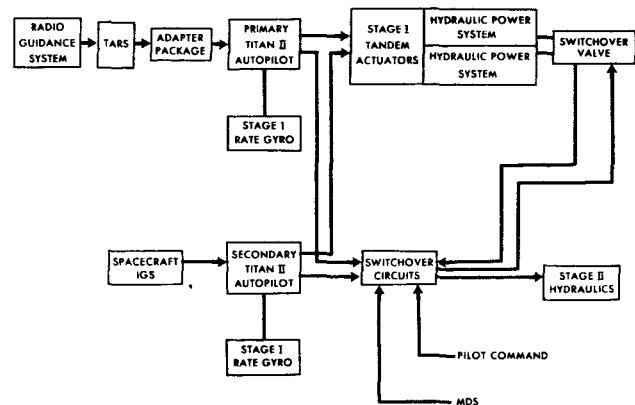 RADIO
GUIDANCE
SYSTEM
TARS
ADAPTER
PACKAGE
PRIMARY
TITAN II
AUTOPILOT
STAGE I
TANDEM
ACTUATORS
HYDRAULIC POWER
SYSTEM
HYDRAULIC POWER
SYSTEM
SWITCHOVER
VALVE
STAGE I
RATE GYRO
SPACECRAFT
IGS
SECONDARY
TITAN II
AUTOPILOT
SWITCHOVER
CIRCUITS
STAGE II
HYDRAULICS
STAGE I
RATE GYRO
PILOT COMMAND
MDS